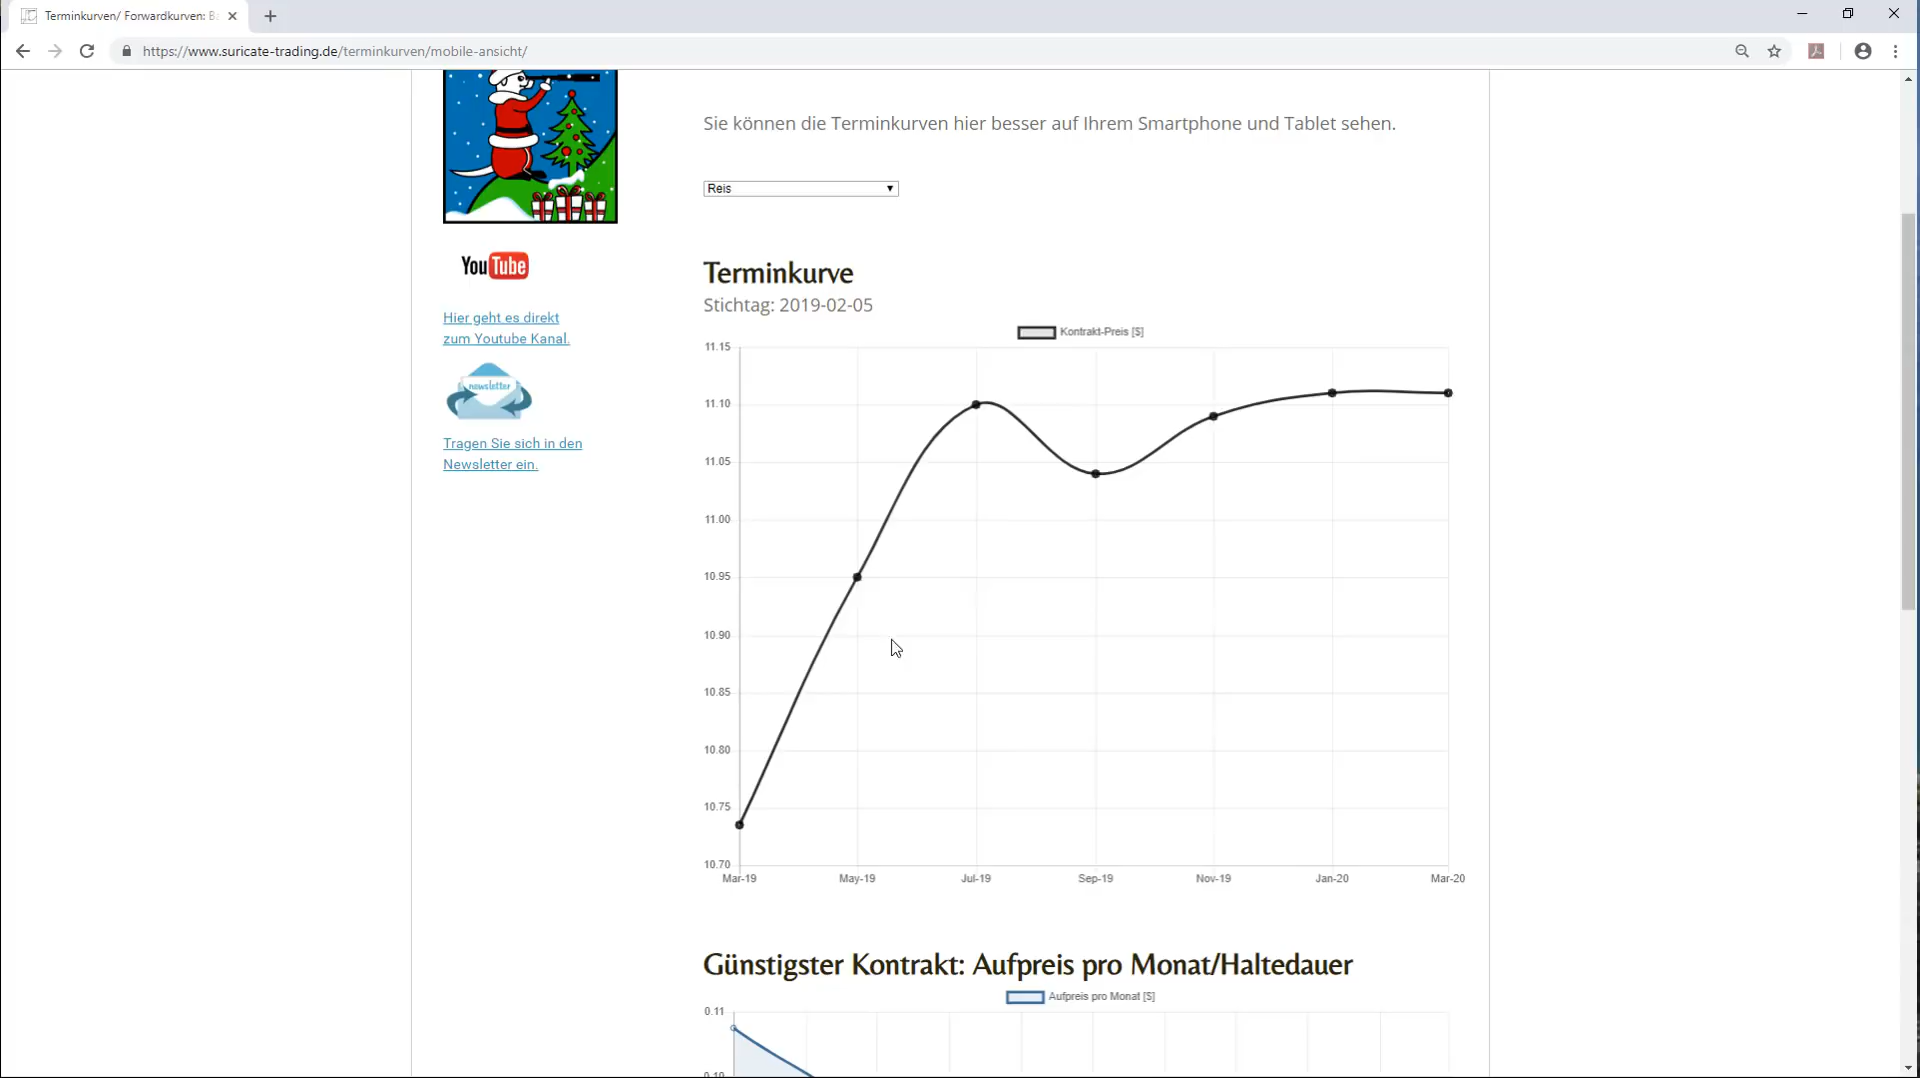 Terminkurven/ Forwardkurven: Ba
https://www.suricate-trading.de/terminkurven/mobile-ansicht/
Sie können die Terminkurven hier besser auf Ihrem Smartphone und Tablet sehen.
Reis
YouTube
Hier geht es direkt
zum Youtube Kanal.
newsletter
Tragen Sie sich in den
Newsletter ein.
Terminkurve
Stichtag: 2019-02-05
Kontrakt-Preis [$]
11.15
11.10
11.05
11.00
10.95
10.90
10.85
10.80
10.75
10.70
Mar-19 May-19 Jul-19 Sep-19 Nov-19 Jan-20 Mar-20
Günstigster Kontrakt: Aufpreis pro Monat/Haltedauer
Aufpreis pro Monat [$]
0.11
0.10